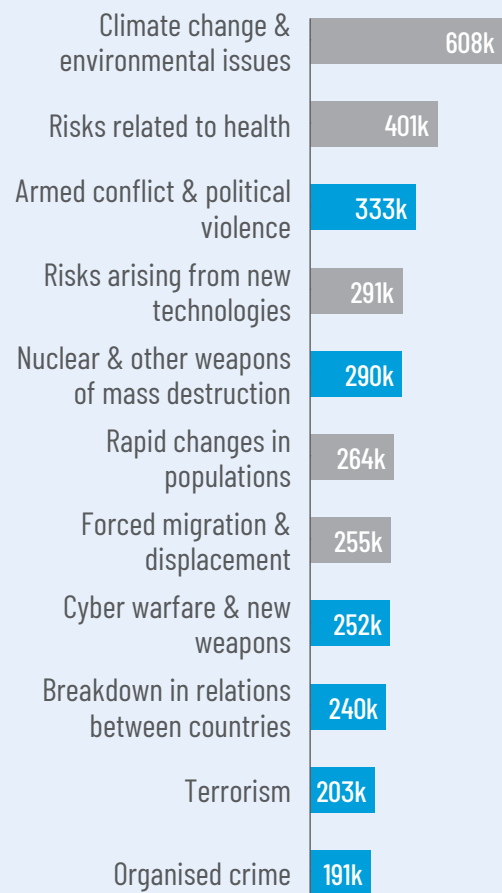 Climate change &
environmental issues
608k
Risks related to health
401k
Armed conflict & political
violence
333k
Risks arising from new
technologies
291k
Nuclear & other weapons
of mass destruction
290k
Rapid changes in
populations
264k
Forced migration &
displacement
255k
Cyber warfare & new
weapons
252k
Breakdown in relations
between countries
240k
Terrorism
203k
Organised crime
191k